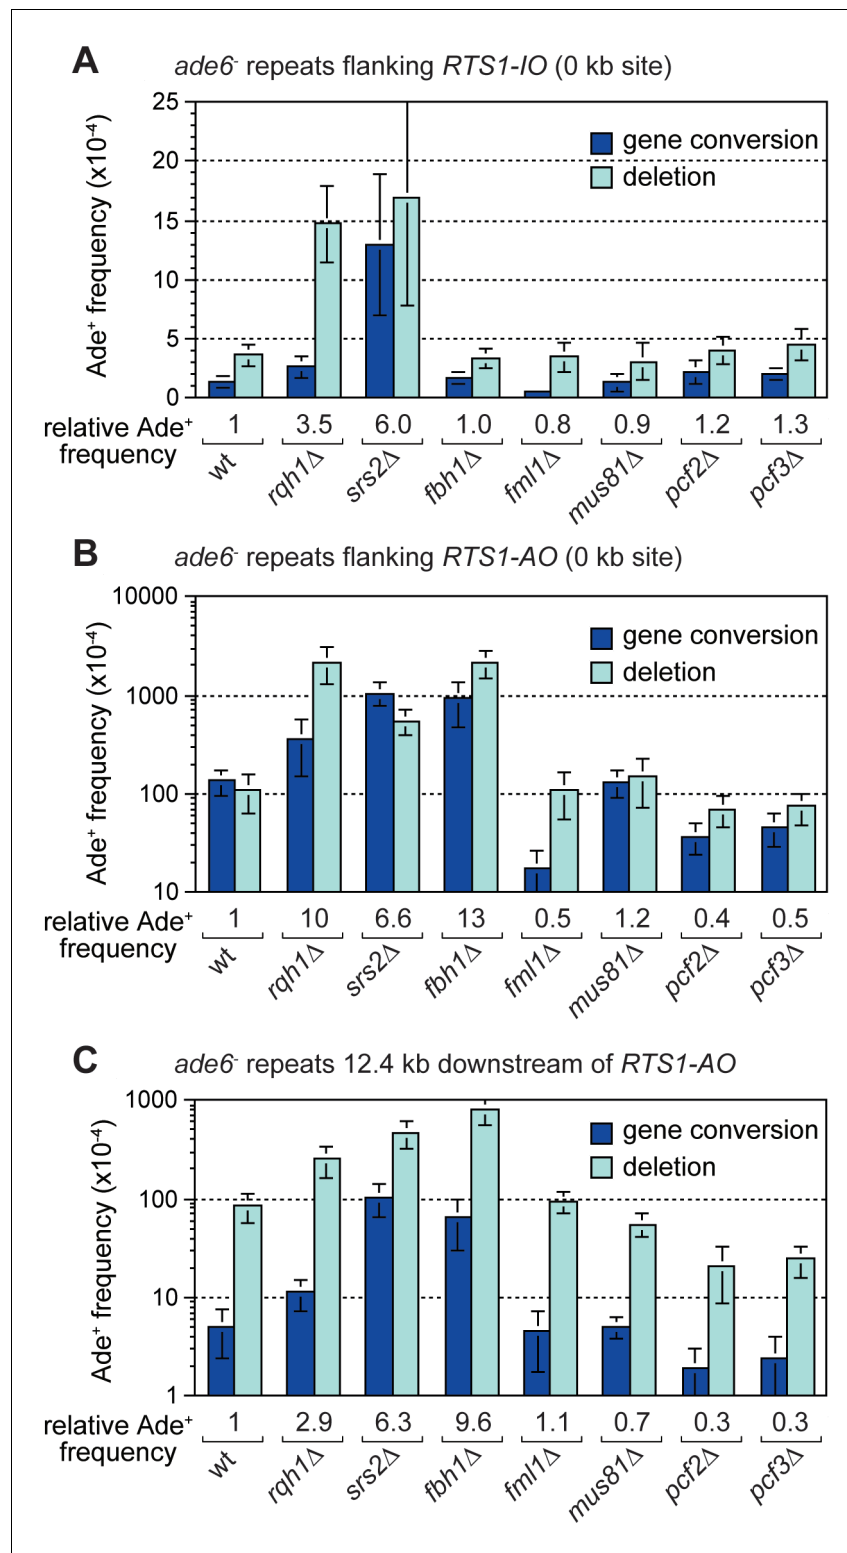 A ade6- repeats flanking RTS1-IO (0 kb site)
Ade+ frequency (x10-4)
25
20
15
10
5
0
gene conversion
deletion
relative Ade+ frequency
1 3.5 6.0 1.0 0.8 0.9 1.2 1.3
wt rqh1Δ srs2Δ fbh1Δ fml1Δ mus81Δ pcf2Δ pcf3Δ
B ade6- repeats flanking RTS1-AO (0 kb site)
Ade+ frequency (x10-4)
10000
1000
100
10
gene conversion
deletion
relative Ade+ frequency
1 10 6.6 13 0.5 1.2 0.4 0.5
wt rqh1Δ srs2Δ fbh1Δ fml1Δ mus81Δ pcf2Δ pcf3Δ
C ade6- repeats 12.4 kb downstream of RTS1-AO
Ade+ frequency (x10-4)
1000
100
10
1
gene conversion
deletion
relative Ade+ frequency
1 2.9 6.3 9.6 1.1 0.7 0.3 0.3
wt rqh1Δ srs2Δ fbh1Δ fml1Δ mus81Δ pcf2Δ pcf3Δ